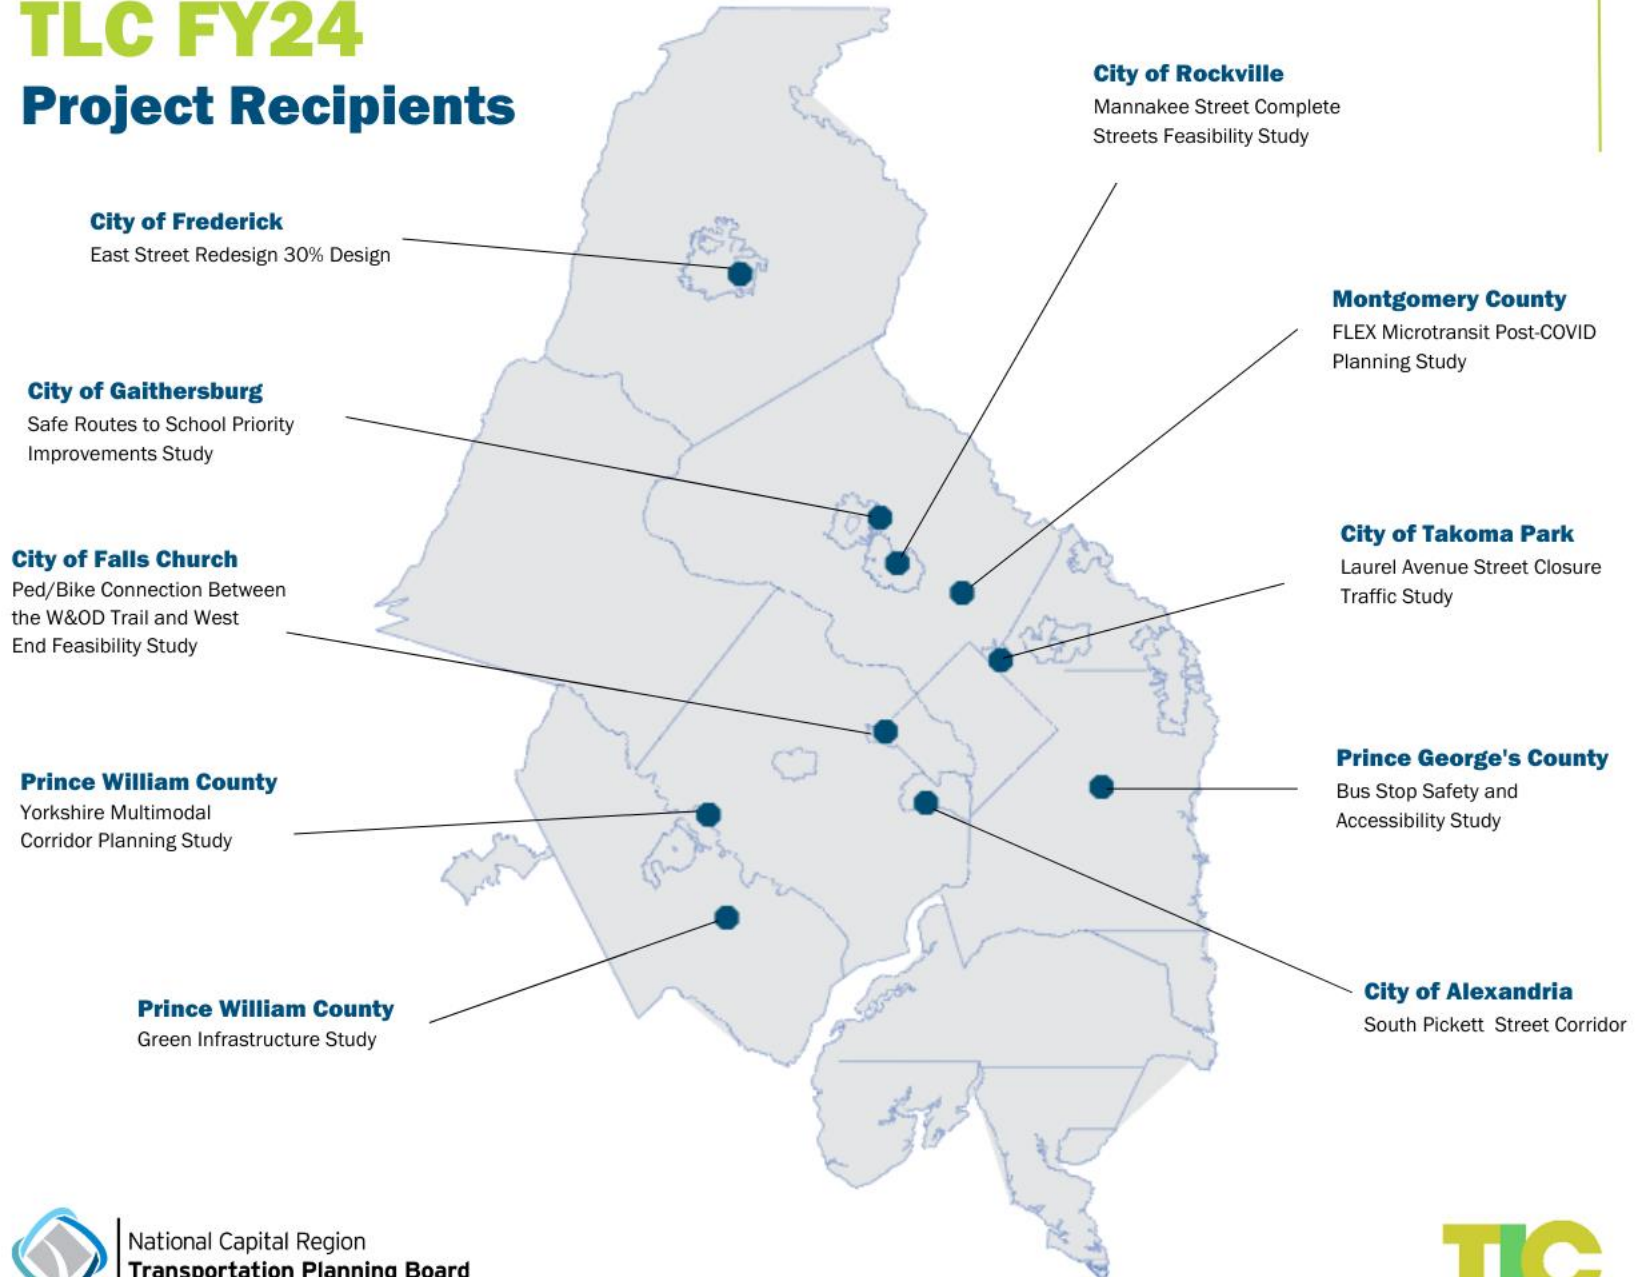 TLC FY24
Project Recipients
City of Rockville
Mannakee Street Complete
Streets Feasibility Study
City of Frederick
East Street Redesign 30% Design
Montgomery County
FLEX Microtransit Post-COVID
Planning Study
City of Gaithersburg
Safe Routes to School Priority
Improvements Study
City of Takoma Park
Laurel Avenue Street Closure
Traffic Study
City of Falls Church
Ped/Bike Connection Between
the W&OD Trail and West
End Feasibility Study
Prince George's County
Bus Stop Safety and
Accessibility Study
Prince William County
Yorkshire Multimodal
Corridor Planning Study
City of Alexandria
South Pickett Street Corridor
Prince William County
Green Infrastructure Study
National Capital Region
Transportation Planning Board
TLC